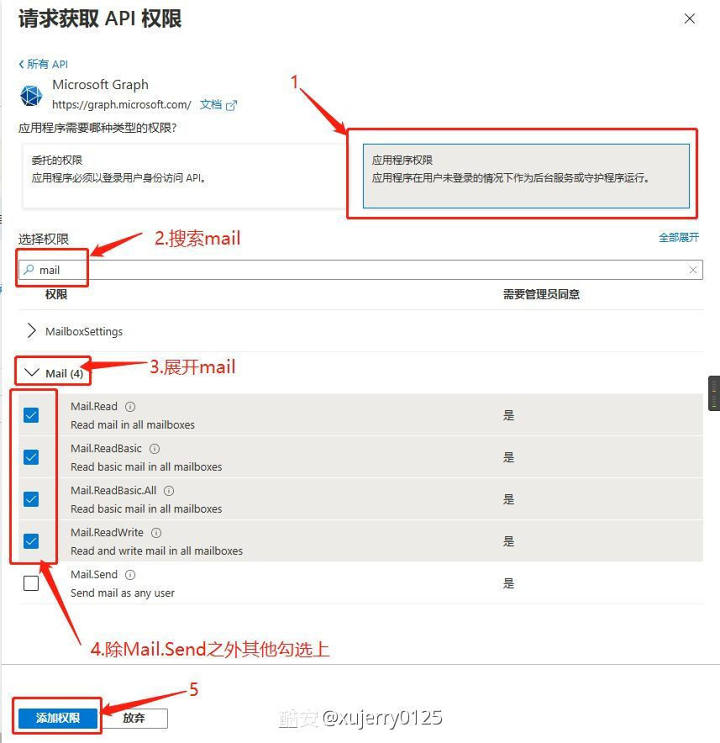 请求获取 API 权限
所有 API
Microsoft Graph
https://graph.microsoft.com/ 文档
应用程序需要哪种类型的权限?
1
委托的权限
应用程序必须以登录用户身份访问 API。
应用程序权限
应用程序在用户未登录的情况下作为后台服务或守护程序运行。
选择权限
2.搜索mail
全部展开
mail
权限 需要管理员同意
MailboxSettings
Mail (4)
3.展开mail
Mail.Read
Read mail in all mailboxes
是
Mail.ReadBasic
Read basic mail in all mailboxes
是
Mail.ReadBasic.All
Read basic mail in all mailboxes
是
Mail.ReadWrite
Read and write mail in all mailboxes
是
Mail.Send
Send mail as any user
是
4.除Mail.Send之外其他勾选上
5
添加权限 放弃
酷安 @xujerry0125